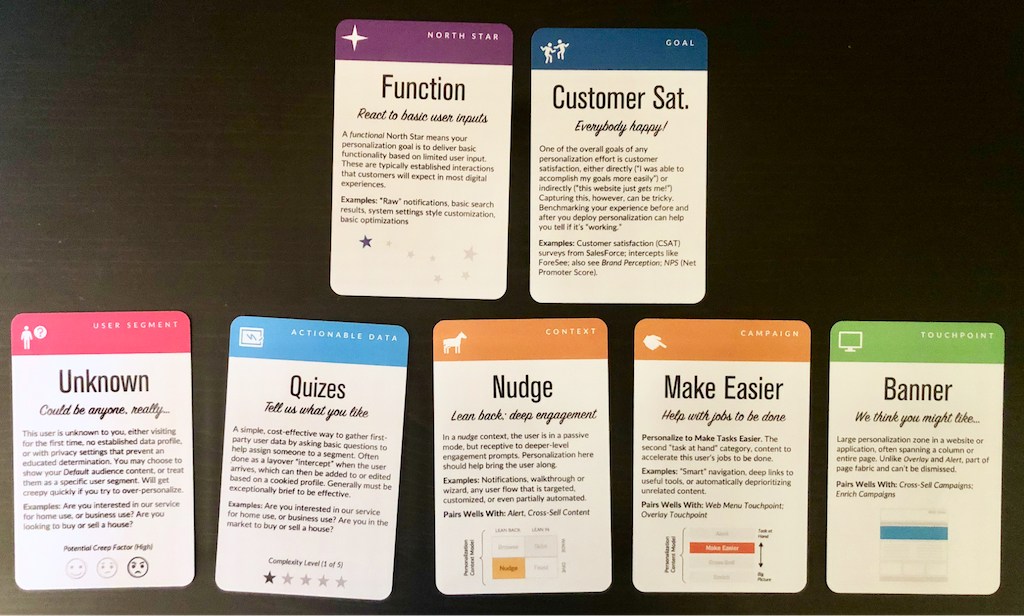 NORTH STAR
Function
React to basic user inputs
A functional North Star means your
personalization goal is to deliver basic
functionality based on limited user input.
These are typically established interactions
that customers will expect in most digital
experiences.
Examples: "Raw" notifications, basic search
results, system settings style customization,
basic optimizations
GOAL
Customer Sat.
Everybody happy!
One of the overall goals of any
personalization effort is customer
satisfaction, either directly ("I was able to
accomplish my goals more easily") or
indirectly ("this website just gets me!")
Capturing this, however, can be tricky.
Benchmarking your experience before and
after you deploy personalization can help
you tell if it's "working."
Examples: Customer satisfaction (CSAT)
surveys from SalesForce; intercepts like
ForeSee; also see Brand Perception; NPS (Net
Promoter Score).
USER SEGMENT
Unknown
Could be anyone, really...
This user is unknown to you, either visiting
for the first time, no established data profile,
or with privacy settings that prevent an
educated determination. You may choose to
show your Default audience content, or treat
them as a specific user segment. Will get
creepy quickly if you try to over-personalize.
Examples: Are you interested in our service
for home use, or business use? Are you
looking to buy or sell a house?
Potential Creep Factor (High)
ACTIONABLE DATA
Quizes
Tell us what you like
A simple, cost-effective way to gather first-
party user data by asking basic questions to
help assign someone to a segment. Often
done as a layover "intercept" when the user
arrives, which can then be added to or edited
based on a cookied profile. Generally must be
exceptionally brief to be effective.
Examples: Are you interested in our service
for home use, or business use? Are you in the
market to buy or sell a house?
Complexity Level (1 of 5)
CONTEXT
Nudge
Lean back: deep engagement
In a nudge context, the user is in a passive
mode, but receptive to deeper-level
engagement prompts. Personalization here
should help bring the user along.
Examples: Notifications, walkthrough or
wizard, any user flow that is targeted,
customized, or even partially automated.
Pairs Wells With: Alert, Cross-Sell Content
LEAN BACK LEAN IN
Personalization
Context Model
Browse
Nudge
CAMPAIGN
Make Easier
Help with jobs to be done
Personalize to Make Tasks Easier. The
second "task at hand" category, content to
accelerate this user's jobs to be done.
Examples: "Smart" navigation, deep links to
useful tools, or automatically deprioritizing
unrelated content.
Pairs Wells With: Web Menu Touchpoint;
Overlay Touchpoint
Personalization
Content Model
Alert
Make Easier
Cross-Sell
Enrich
Task at
Hand
Big
Picture
TOUCHPOINT
Banner
We think you might like...
Large personalization zone in a website or
application, often spanning a column or
entire page. Unlike Overlay and Alert, part of
page fabric and can't be dismissed.
Pairs Wells With: Cross-Sell Campaigns;
Enrich Campaigns